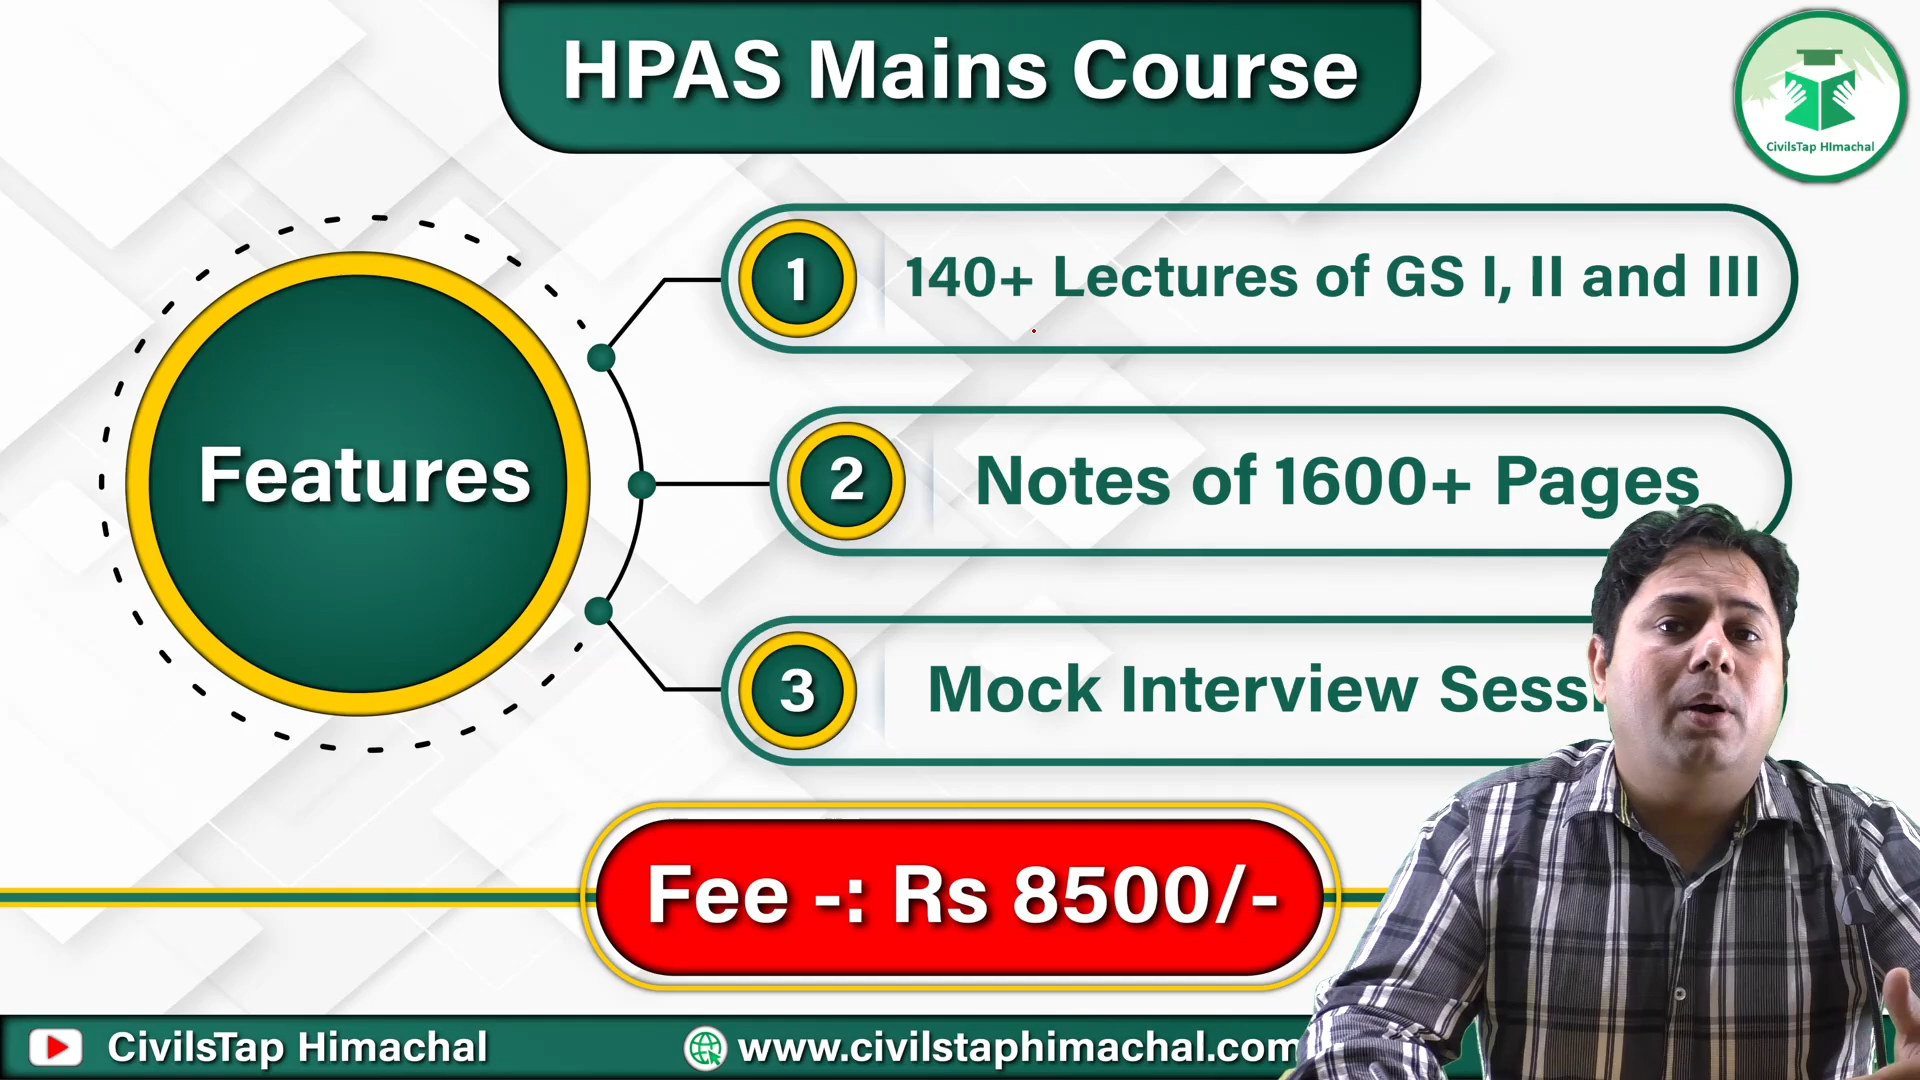 HPAS Mains Course
CivilsTap HImachal
Features
1
140+ Lectures of GS I, II and III
2
Notes of 1600+ Pages
3
Mock Interview
Fee -: Rs 8500/-
CivilsTap Himachal
www.civilstaphimachal.com